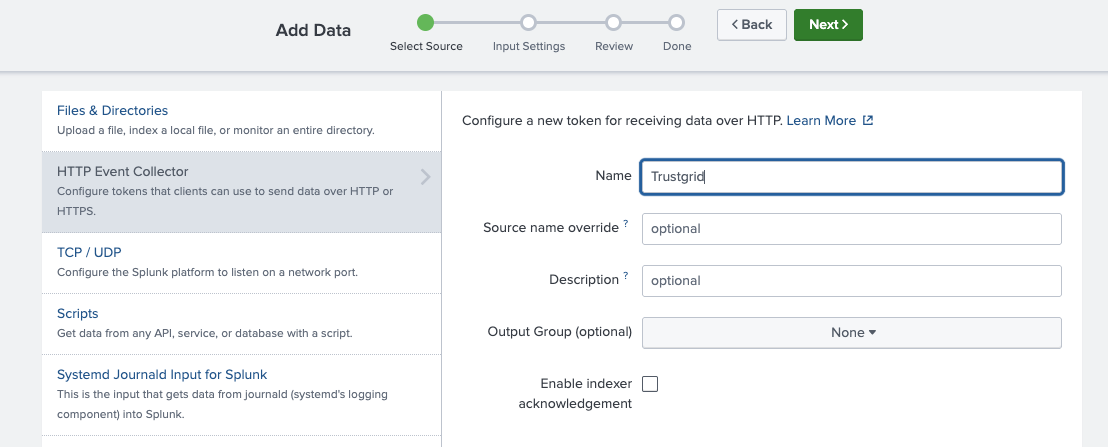 Add Data
Select Source
Input Settings
Review
Done
< Back
Next >
Files & Directories
Upload a file, index a local file, or monitor an entire directory.
HTTP Event Collector
Configure tokens that clients can use to send data over HTTP or
HTTPS.
TCP / UDP
Configure the Splunk platform to listen on a network port.
Scripts
Get data from any API, service, or database with a script.
Systemd Journald Input for Splunk
This is the input that gets data from journald (systemd's logging
component) into Splunk.
Configure a new token for receiving data over HTTP. Learn More
Name
Trustgrid
Source name override ?
optional
Description ?
optional
Output Group (optional)
None
Enable indexer
acknowledgement